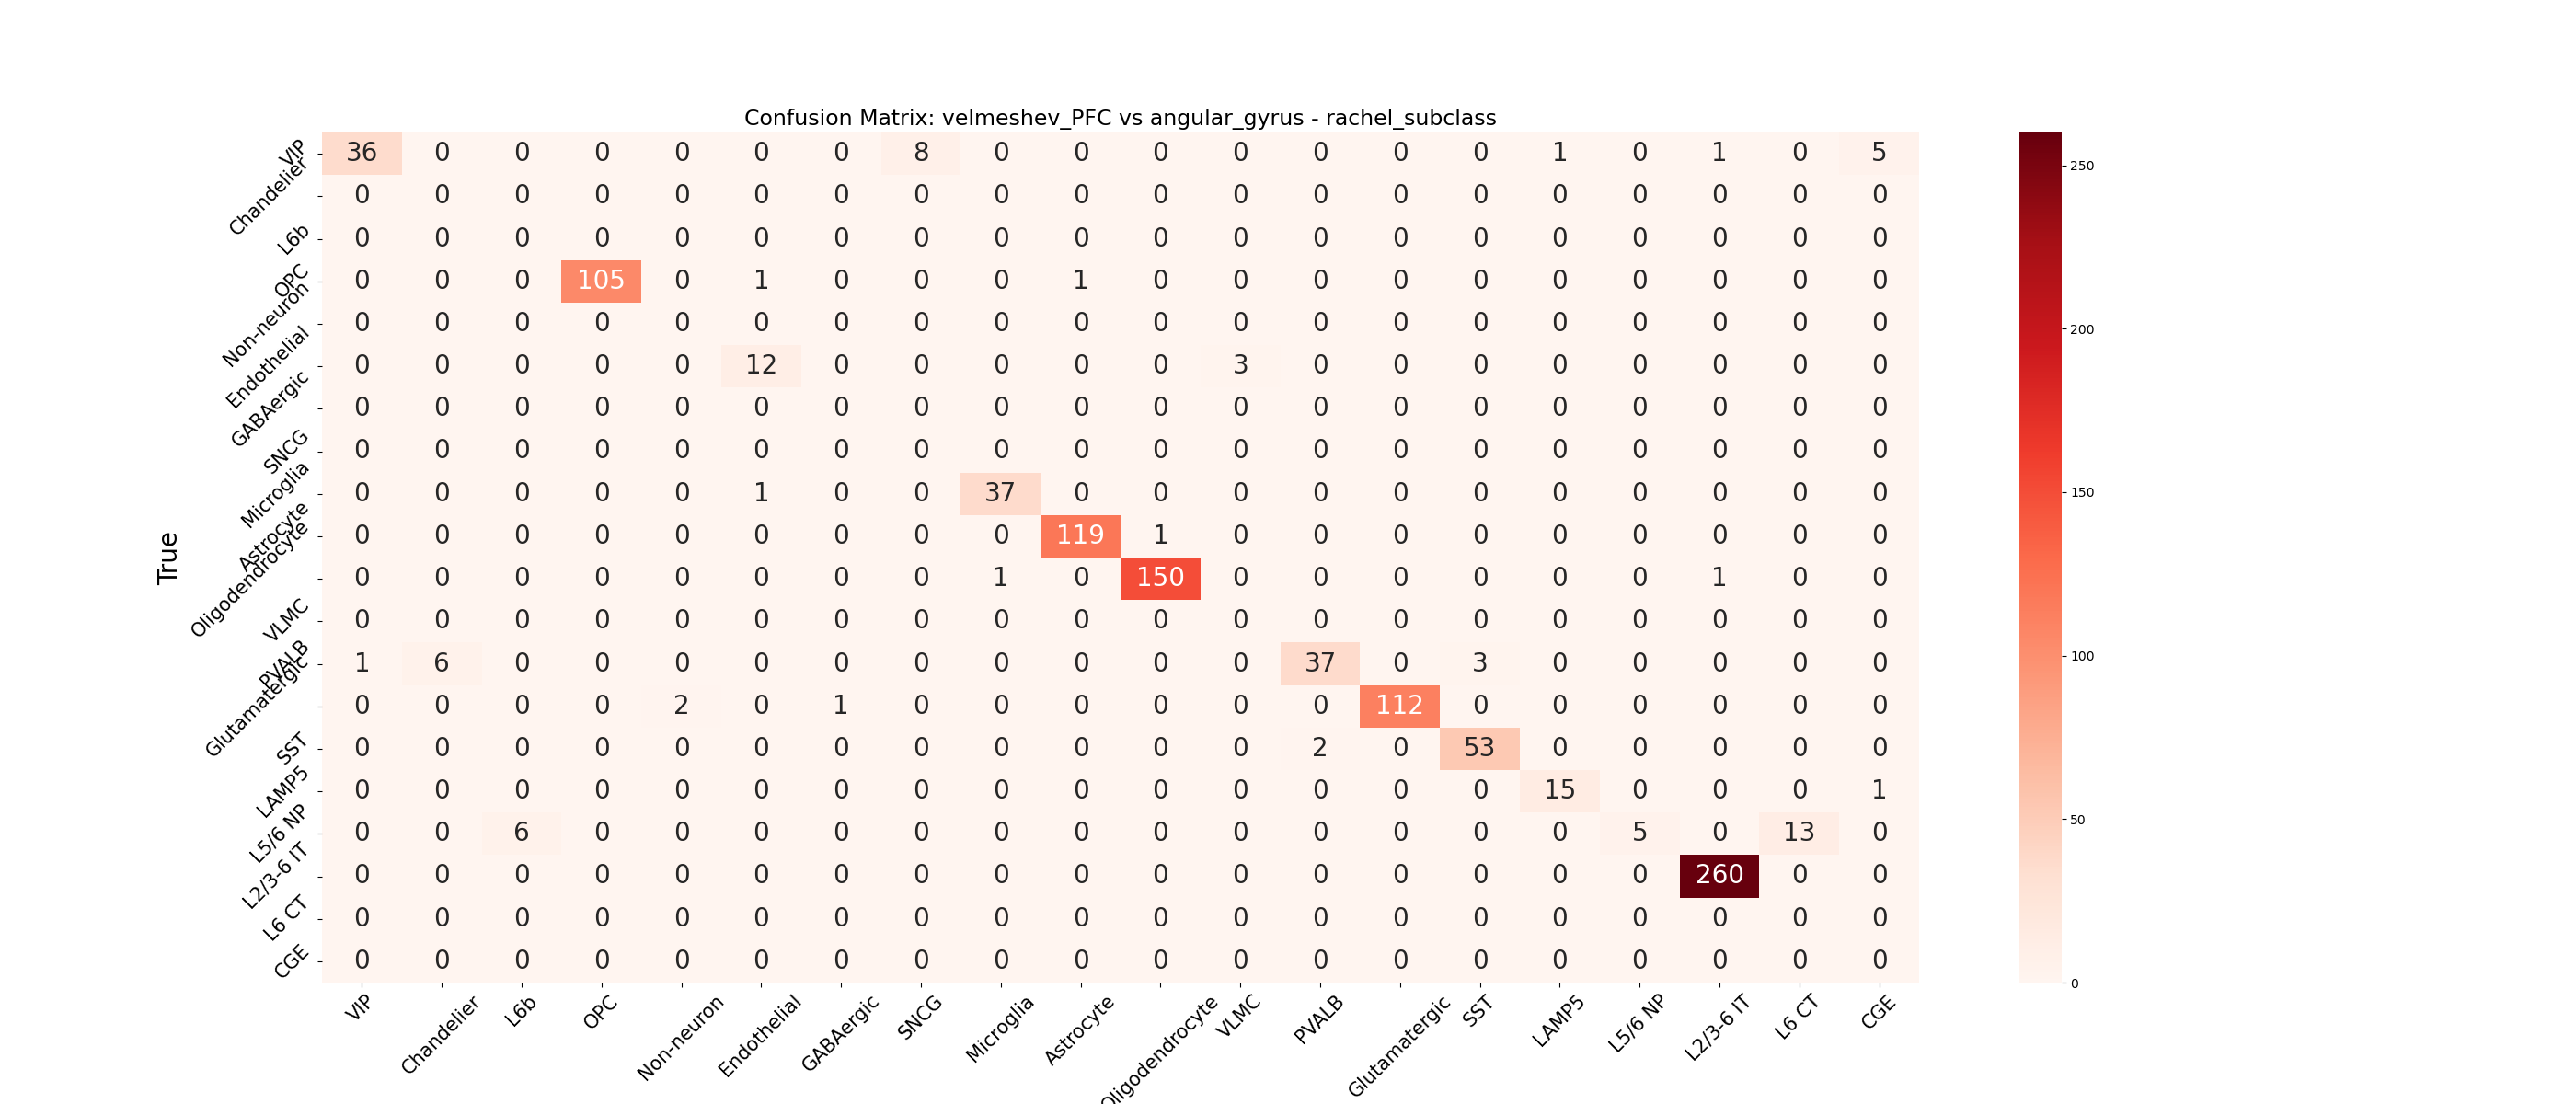 Confusion Matrix: velmeshev_PFC vs angular_gyrus - rachel_subclass
True
VIP 36 0 0 0 0 0 0 8 0 0 0 0 0 0 0 1 0 1 0 5
Chandelier 0 0 0 0 0 0 0 0 0 0 0 0 0 0 0 0 0 0 0 0
L6b 0 0 0 0 0 0 0 0 0 0 0 0 0 0 0 0 0 0 0 0
OPC 0 0 0 105 0 1 0 0 0 1 0 0 0 0 0 0 0 0 0 0
Non-neuron 0 0 0 0 0 0 0 0 0 0 0 0 0 0 0 0 0 0 0 0
Endothelial 0 0 0 0 0 12 0 0 0 0 0 3 0 0 0 0 0 0 0 0
GABAergic 0 0 0 0 0 0 0 0 0 0 0 0 0 0 0 0 0 0 0 0
SNCG 0 0 0 0 0 0 0 0 0 0 0 0 0 0 0 0 0 0 0 0
Microglia 0 0 0 0 0 1 0 0 37 0 0 0 0 0 0 0 0 0 0 0
Astrocyte 0 0 0 0 0 0 0 0 0 119 1 0 0 0 0 0 0 0 0 0
Oligodendrocyte 0 0 0 0 0 0 0 0 1 0 150 0 0 0 0 0 0 1 0 0
VLMC 0 0 0 0 0 0 0 0 0 0 0 0 0 0 0 0 0 0 0 0
PVALB 1 6 0 0 0 0 0 0 0 0 0 0 37 0 3 0 0 0 0 0
Glutamatergic 0 0 0 0 2 0 1 0 0 0 0 0 0 112 0 0 0 0 0 0
SST 0 0 0 0 0 0 0 0 0 0 0 0 2 0 53 0 0 0 0 0
LAMP5 0 0 0 0 0 0 0 0 0 0 0 0 0 0 0 15 0 0 0 1
L5/6 NP 0 0 6 0 0 0 0 0 0 0 0 0 0 0 0 0 5 0 13 0
L2/3-6 IT 0 0 0 0 0 0 0 0 0 0 0 0 0 0 0 0 0 260 0 0
L6 CT 0 0 0 0 0 0 0 0 0 0 0 0 0 0 0 0 0 0 0 0
CGE 0 0 0 0 0 0 0 0 0 0 0 0 0 0 0 0 0 0 0 0
VIP Chandelier L6b OPC Non-neuron Endothelial GABAergic SNCG Microglia Astrocyte Oligodendrocyte VLMC PVALB Glutamatergic SST LAMP5 L5/6 NP L2/3-6 IT L6 CT CGE
250
200
150
100
50
0